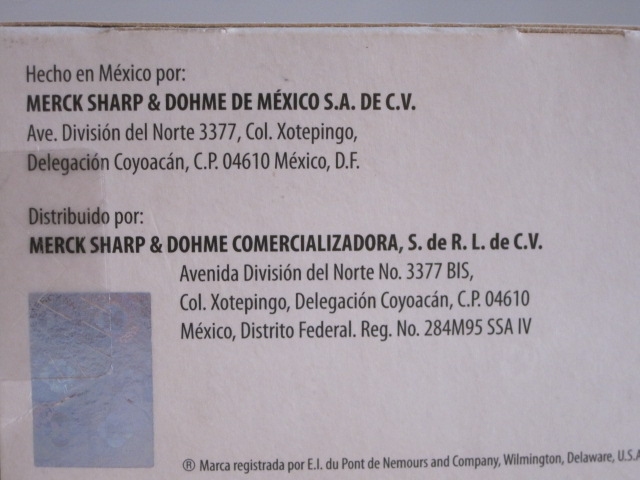 Hecho en México por:
MERCK SHARP & DOHME DE MÉXICO S.A. DE C.V.
Ave. División del Norte 3377, Col. Xotepingo,
Delegación Coyoacán, C.P. 04610 México, D.F.
Distribuido por:
MERCK SHARP & DOHME COMERCIALIZADORA, S. de R. L. de C.V.
Avenida División del Norte No. 3377 BIS,
Col. Xotepingo, Delegación Coyoacán, C.P. 04610
México, Distrito Federal. Reg. No. 284M95 SSA IV
® Marca registrada por E.I. du Pont de Nemours and Company, Wilmington, Delaware, U.S.A